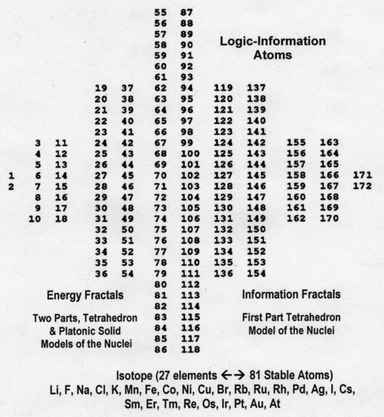 55 87
56 88
57 89
58 90
59 91
60 92
61 93
Logic-Information
Atoms
19 37 62 94 119 137
20 38 63 95 120 138
21 39 64 96 121 139
22 40 65 97 122 140
23 41 66 98 123 141
3 11 24 42 67 99 124 142 155 163
4 12 25 43 68 100 125 143 156 164
5 13 26 44 69 101 126 144 157 165
1 6 14 27 45 70 102 127 145 158 166 171
2 7 15 28 46 71 103 128 146 159 167 172
8 16 29 47 72 104 129 147 160 168
9 17 30 48 73 105 130 148 161 169
10 18 31 49 74 106 131 149 162 170
32 50 75 107 132 150
33 51 76 108 133 151
34 52 77 109 134 152
35 53 78 110 135 153
36 54 79 111 136 154
80 112
81 113
82 114
83 115
84 116
85 117
86 118
Energy Fractals
Two Parts, Tetrahedron
& Platonic Solid
Models of the Nuclei
Information Fractals
First Part Tetrahedron
Model of the Nuclei
Isotope (27 elements ←→ 81 Stable Atoms)
Li, F, Na, Cl, K, Mn, Fe, Co, Ni, Cu, Br, Rb, Ru, Rh, Pd, Ag, I, Cs,
Sm, Er, Tm, Re, Os, Ir, Pt, Au, At